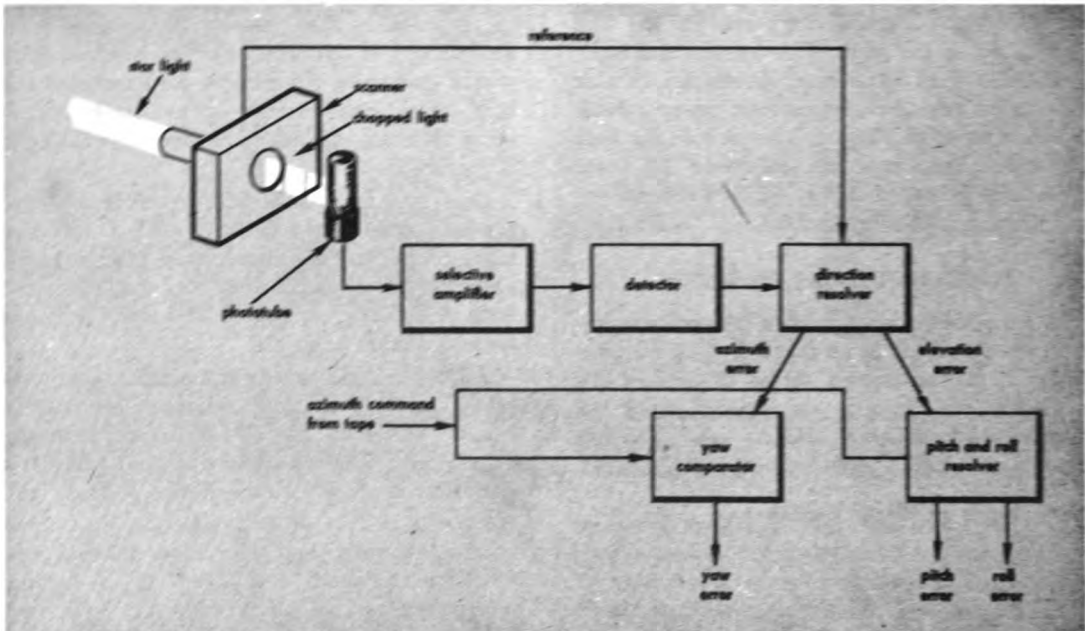 reference
star light
scanner
chopped light
phototube
selective
amplifier
detector
direction
resolver
azimuth
error
elevation
error
azimuth command
from tape
yaw
comparator
pitch and roll
resolver
yaw
error
pitch
error
roll
error